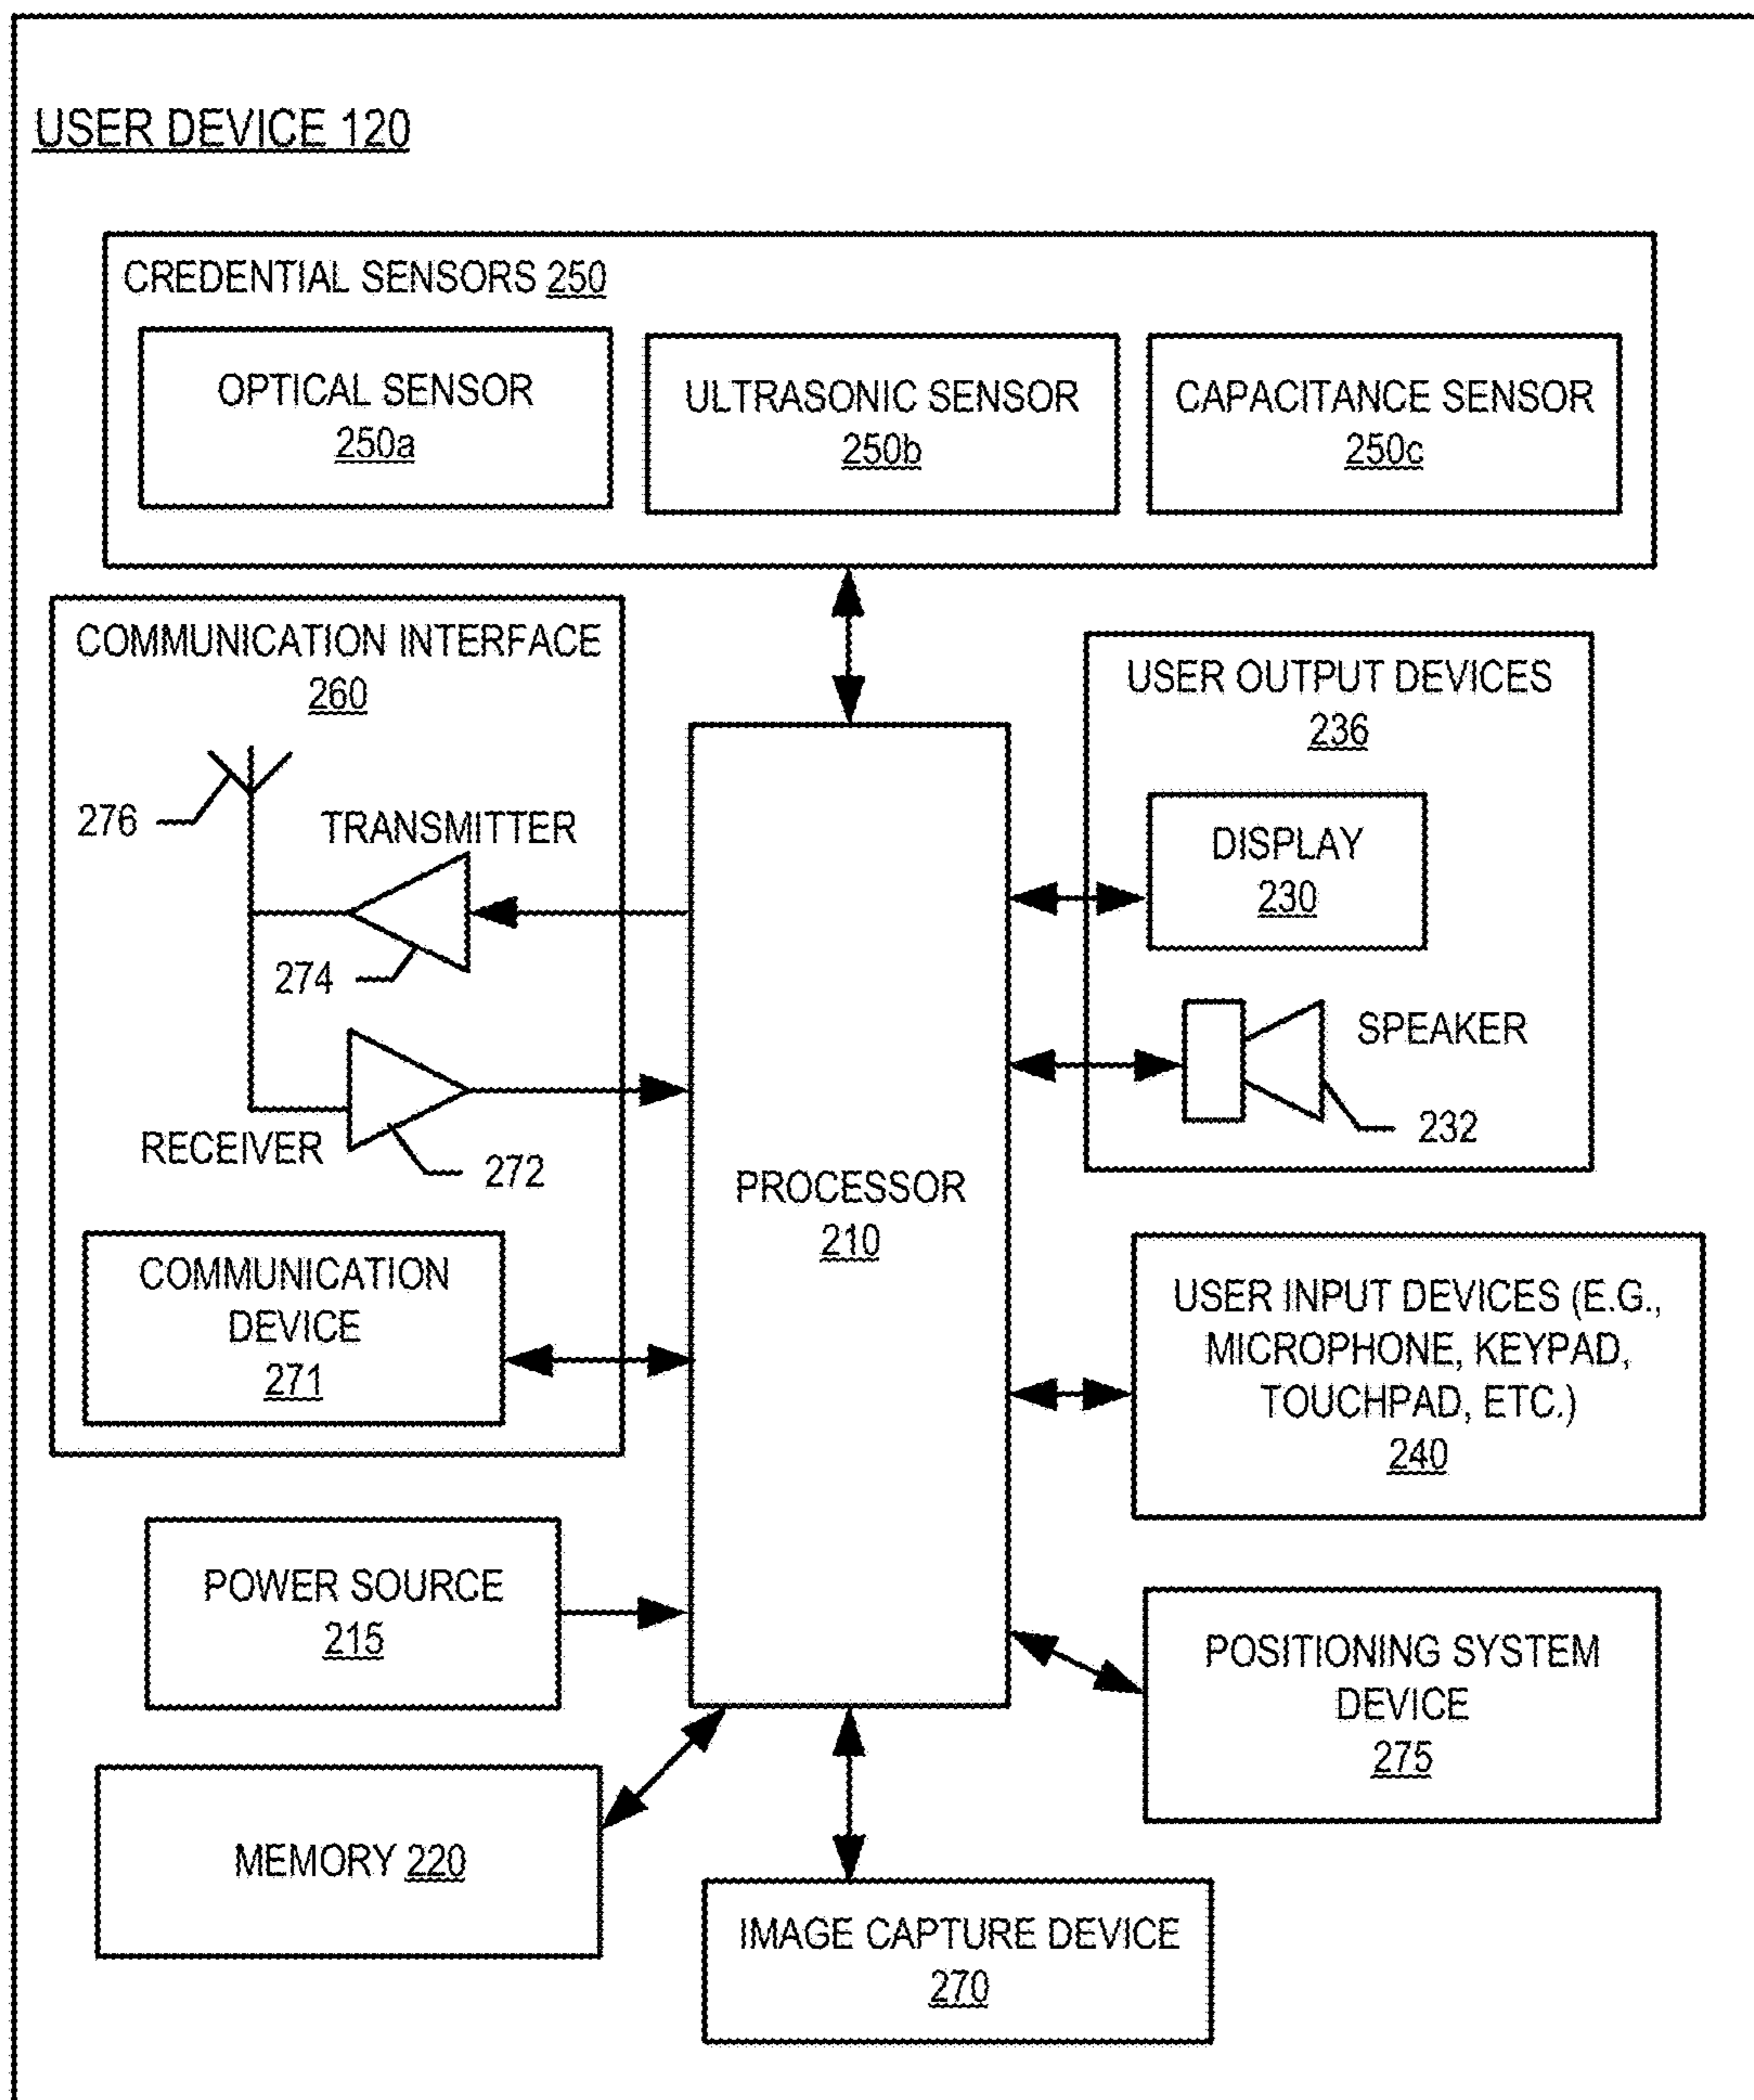 USER DEVICE 120
CREDENTIAL SENSORS 250
OPTICAL SENSOR
250a
ULTRASONIC SENSOR
250b
CAPACITANCE SENSOR
250c
COMMUNICATION INTERFACE
260
276
TRANSMITTER
274
RECEIVER
272
COMMUNICATION
DEVICE
271
USER OUTPUT DEVICES
236
DISPLAY
230
SPEAKER
232
PROCESSOR
210
USER INPUT DEVICES (E.G.,
MICROPHONE, KEYPAD,
TOUCHPAD, ETC.)
240
POWER SOURCE
215
POSITIONING SYSTEM
DEVICE
275
MEMORY 220
IMAGE CAPTURE DEVICE
270